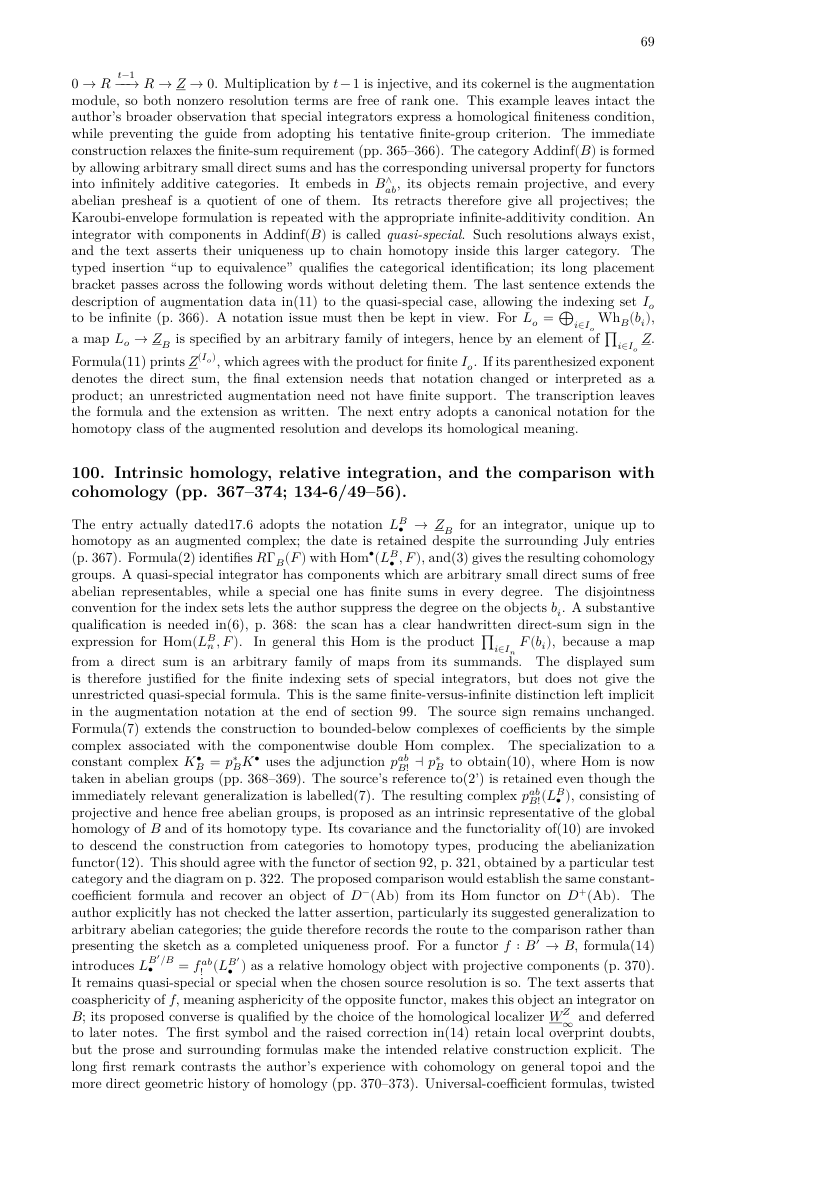 69
0 → R \xrightarrow{t−1} R → \underline{Z} → 0. Multiplication by t − 1 is injective, and its cokernel is the augmentation
module, so both nonzero resolution terms are free of rank one. This example leaves intact the
author's broader observation that special integrators express a homological finiteness condition,
while preventing the guide from adopting his tentative finite-group criterion. The immediate
construction relaxes the finite-sum requirement (pp. 365–366). The category Addinf(B) is formed
by allowing arbitrary small direct sums and has the corresponding universal property for functors
into infinitely additive categories. It embeds in B^∧_{ab}, its objects remain projective, and every
abelian presheaf is a quotient of one of them. Its retracts therefore give all projectives; the
Karoubi-envelope formulation is repeated with the appropriate infinite-additivity condition. An
integrator with components in Addinf(B) is called quasi-special. Such resolutions always exist,
and the text asserts their uniqueness up to chain homotopy inside this larger category. The
typed insertion “up to equivalence” qualifies the categorical identification; its long placement
bracket passes across the following words without deleting them. The last sentence extends the
description of augmentation data in(11) to the quasi-special case, allowing the indexing set I_o
to be infinite (p. 366). A notation issue must then be kept in view. For L_o = ⊕_{i∈I_o} Wh_B(b_i),
a map L_o → \underline{Z}_B is specified by an arbitrary family of integers, hence by an element of ∏_{i∈I_o} \underline{Z}.
Formula(11) prints \underline{Z}^{(I_o)}, which agrees with the product for finite I_o. If its parenthesized exponent
denotes the direct sum, the final extension needs that notation changed or interpreted as a
product; an unrestricted augmentation need not have finite support. The transcription leaves
the formula and the extension as written. The next entry adopts a canonical notation for the
homotopy class of the augmented resolution and develops its homological meaning.
100. Intrinsic homology, relative integration, and the comparison with
cohomology (pp. 367–374; 134-6/49–56).
The entry actually dated17.6 adopts the notation L^B_• → \underline{Z}_B for an integrator, unique up to
homotopy as an augmented complex; the date is retained despite the surrounding July entries
(p. 367). Formula(2) identifies RΓ_B(F) with Hom^•(L^B_•, F), and(3) gives the resulting cohomology
groups. A quasi-special integrator has components which are arbitrary small direct sums of free
abelian representables, while a special one has finite sums in every degree. The disjointness
convention for the index sets lets the author suppress the degree on the objects b_i. A substantive
qualification is needed in(6), p. 368: the scan has a clear handwritten direct-sum sign in the
expression for Hom(L^B_n, F). In general this Hom is the product ∏_{i∈I_n} F(b_i), because a map
from a direct sum is an arbitrary family of maps from its summands. The displayed sum
is therefore justified for the finite indexing sets of special integrators, but does not give the
unrestricted quasi-special formula. This is the same finite-versus-infinite distinction left implicit
in the augmentation notation at the end of section 99. The source sign remains unchanged.
Formula(7) extends the construction to bounded-below complexes of coefficients by the simple
complex associated with the componentwise double Hom complex. The specialization to a
constant complex K^•_B = p^*_B K^• uses the adjunction p^{ab}_{B!} ⊣ p^*_B to obtain(10), where Hom is now
taken in abelian groups (pp. 368–369). The source's reference to(2') is retained even though the
immediately relevant generalization is labelled(7). The resulting complex p^{ab}_{B!}(L^B_•), consisting of
projective and hence free abelian groups, is proposed as an intrinsic representative of the global
homology of B and of its homotopy type. Its covariance and the functoriality of(10) are invoked
to descend the construction from categories to homotopy types, producing the abelianization
functor(12). This should agree with the functor of section 92, p. 321, obtained by a particular test
category and the diagram on p. 322. The proposed comparison would establish the same constant-
coefficient formula and recover an object of D^−(Ab) from its Hom functor on D^+(Ab). The
author explicitly has not checked the latter assertion, particularly its suggested generalization to
arbitrary abelian categories; the guide therefore records the route to the comparison rather than
presenting the sketch as a completed uniqueness proof. For a functor f : B′ → B, formula(14)
introduces L^{B′/B}_• = f^{ab}_!(L^{B′}_•) as a relative homology object with projective components (p. 370).
It remains quasi-special or special when the chosen source resolution is so. The text asserts that
coasphericity of f, meaning asphericity of the opposite functor, makes this object an integrator on
B; its proposed converse is qualified by the choice of the homological localizer \underline{W}^Z_∞ and deferred
to later notes. The first symbol and the raised correction in(14) retain local overprint doubts,
but the prose and surrounding formulas make the intended relative construction explicit. The
long first remark contrasts the author's experience with cohomology on general topoi and the
more direct geometric history of homology (pp. 370–373). Universal-coefficient formulas, twisted